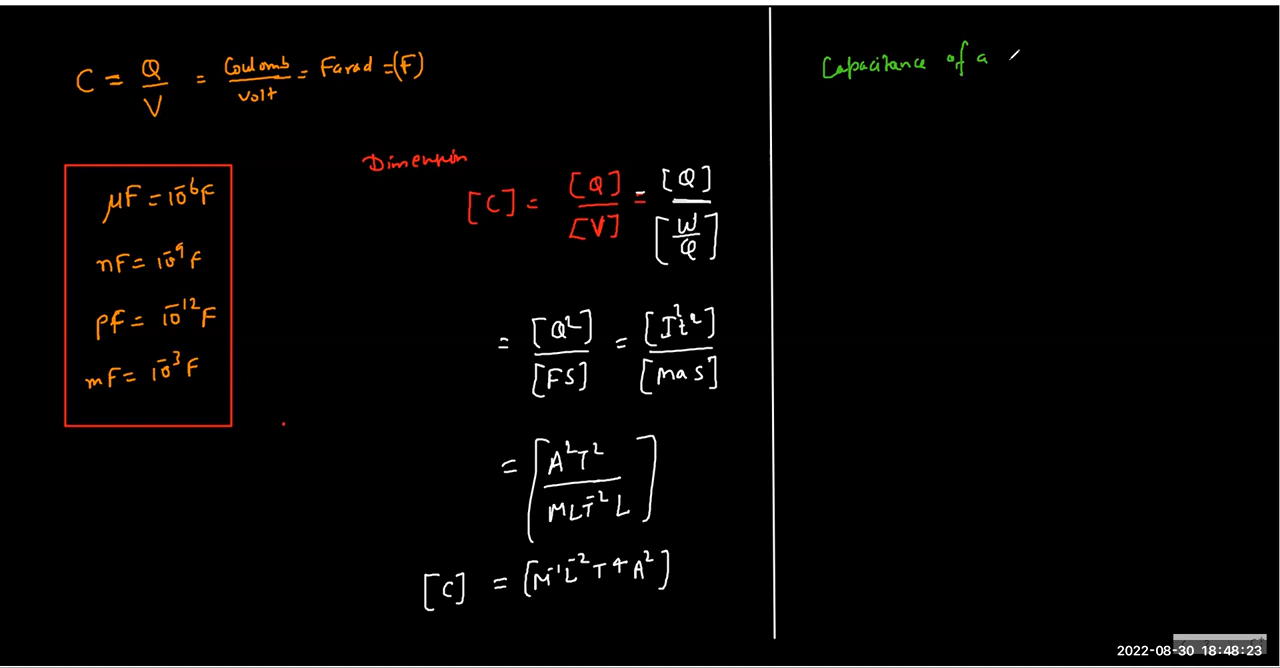 C = Q/V = Coulomb/volt = Farad = (F)
μF = 10⁻⁶F
nF = 10⁻⁹F
pF = 10⁻¹²F
mF = 10⁻³F
Dimension
[C] = [Q]/[V] = [Q]/[W/Q]
= [Q²]/[FS] = [I²t²]/[mas]
= [A²T²/MLT⁻²L]
[C] = [M⁻¹L⁻²T4A²]
Capacitance of a
2022-08-30 18:48:23